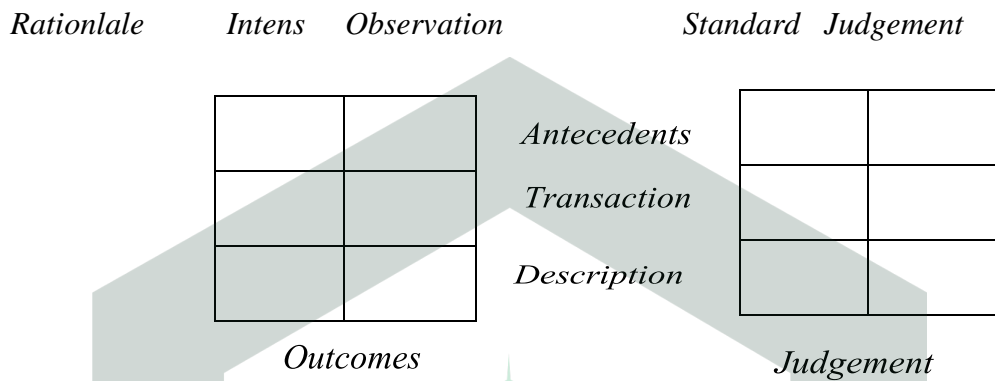 Rationlale Intens Observation Standard Judgement
Antecedents
Transaction
Description
Outcomes Judgement